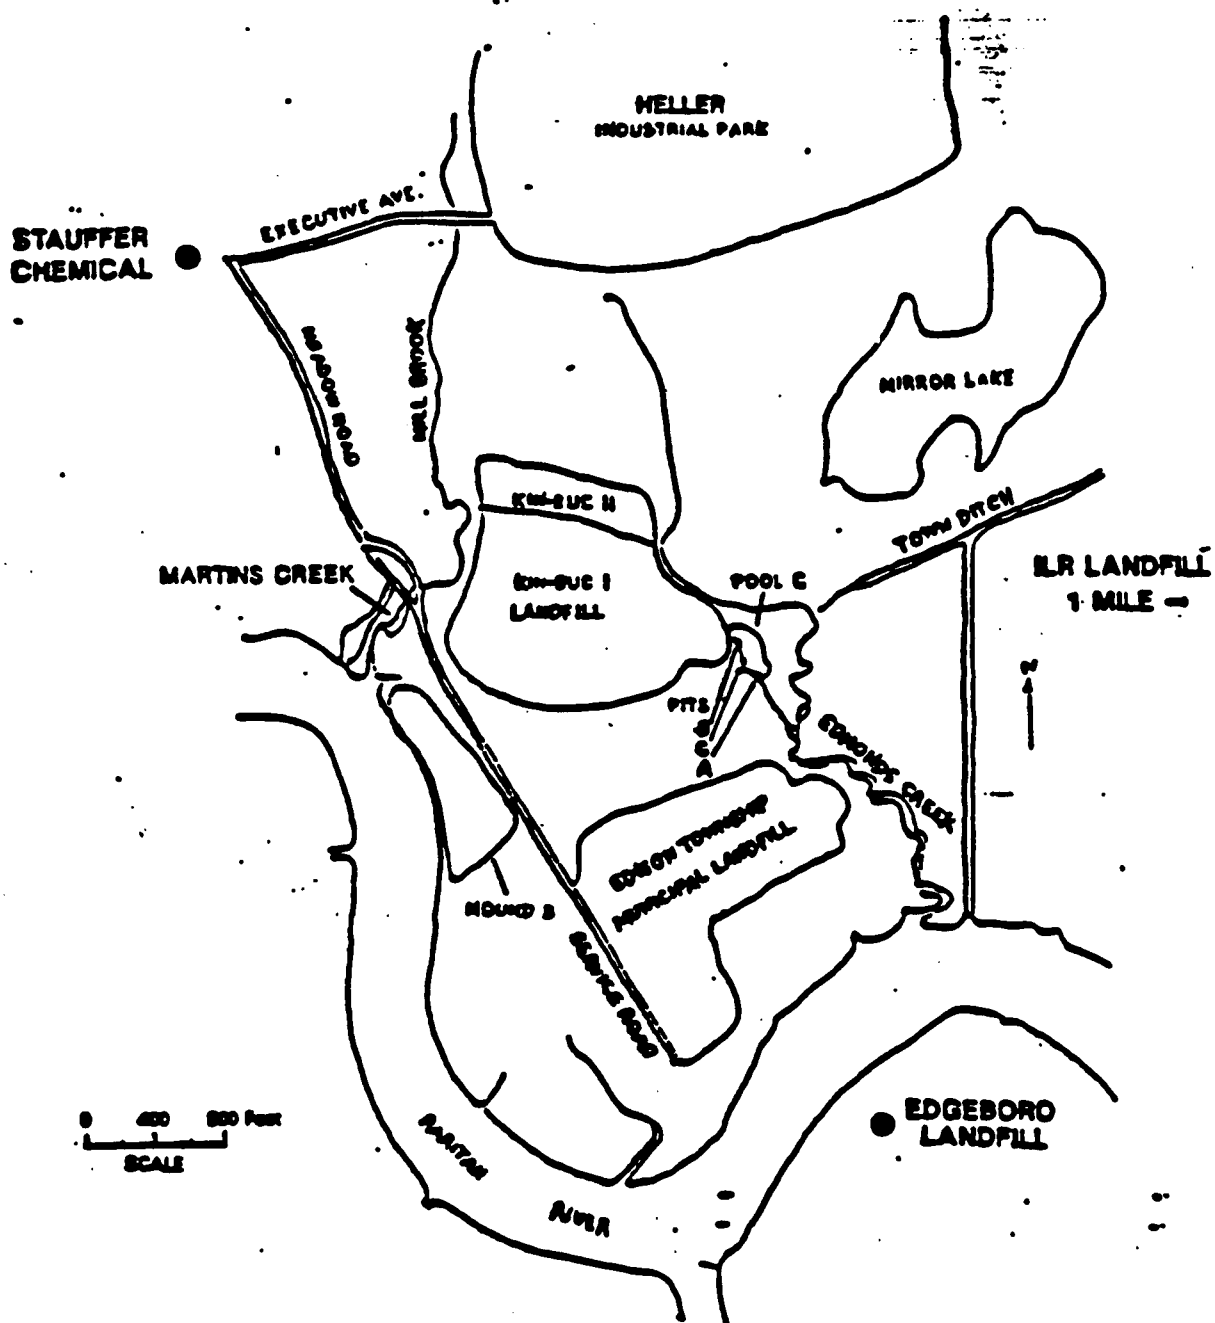 HELLER
INDUSTRIAL PARK
EXECUTIVE AVE.
STAUFFER
CHEMICAL
MEADOW ROAD
MILL BROOK
MIRROR LAKE
KIN-BUC II
TOWN DITCH
MARTINS CREEK
KIN-BUC I
LANDFILL
POOL C
ILR LANDFILL
1 MILE →
N
PITS
B
C
A
EDMONDS CREEK
EDISON TOWNSHIP
MUNICIPAL LANDFILL
MOUND B
SERVICE ROAD
0 400 800 Feet
SCALE
EDGEBORO
LANDFILL
RARITAN
RIVER